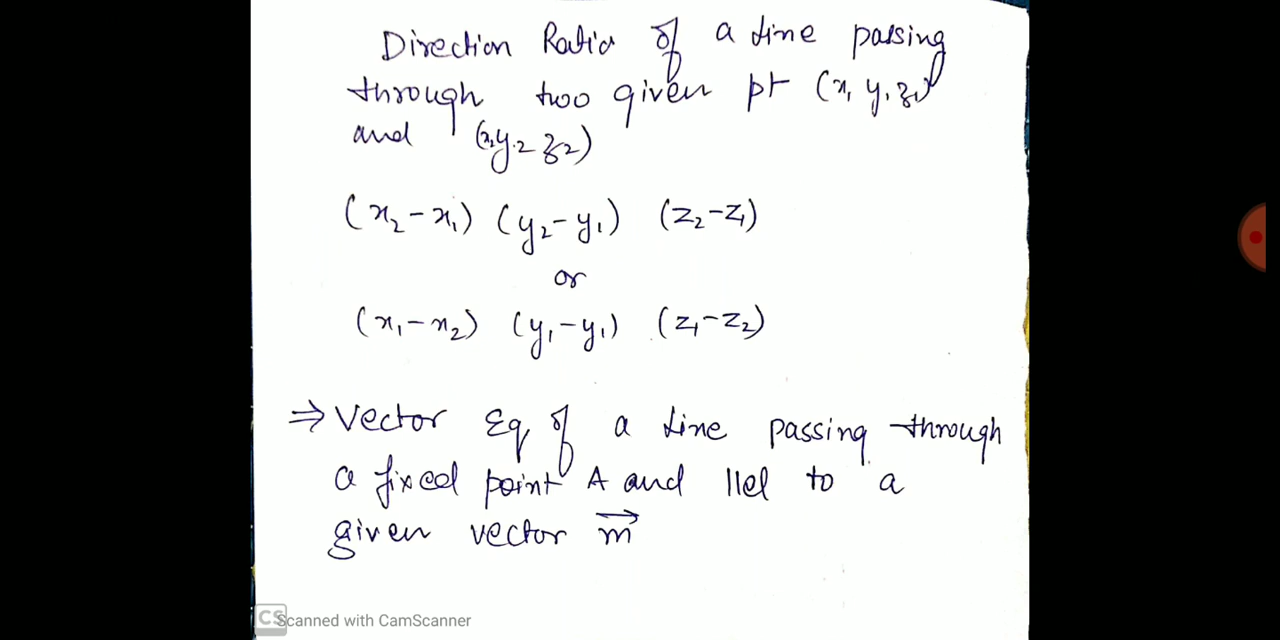 Direction Ratio of a Line passing
through two given pt (x₁ y₁ z₁)
and (x₂ y₂ z₂)
(x₂-x₁) (y₂-y₁) (z₂-z₁)
or
(x₁-x₂) (y₁-y₁) (z₁-z₂)
⇒ Vector Eq of a Line passing through
a fixed point A and llel to a
given vector m⃗
CS Scanned with CamScanner